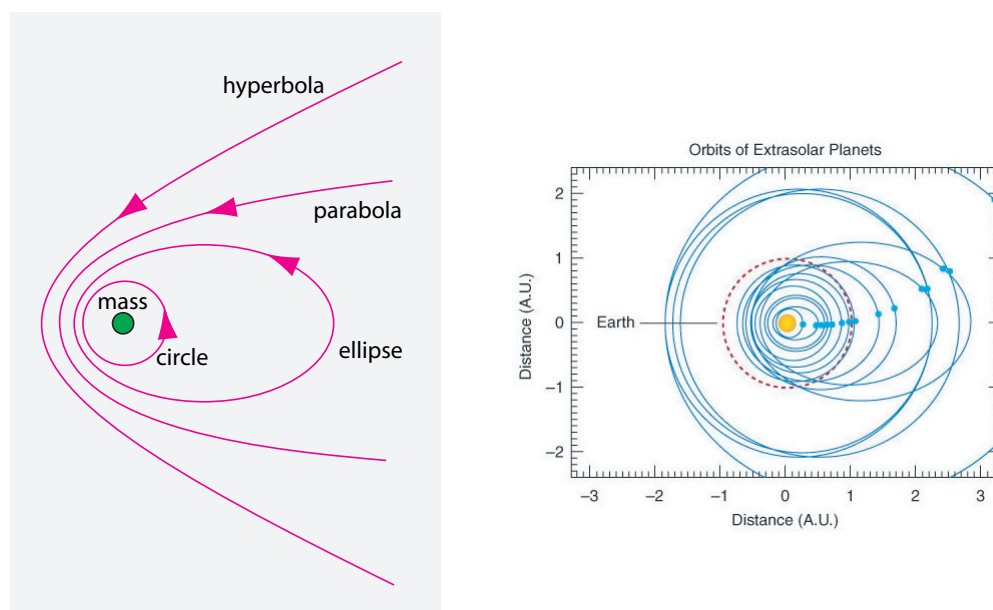 hyperbola
parabola
mass
circle
ellipse
Orbits of Extrasolar Planets
Distance (A.U.)
2
1
0
−1
−2
Earth
−3 −2 −1 0 1 2 3
Distance (A.U.)